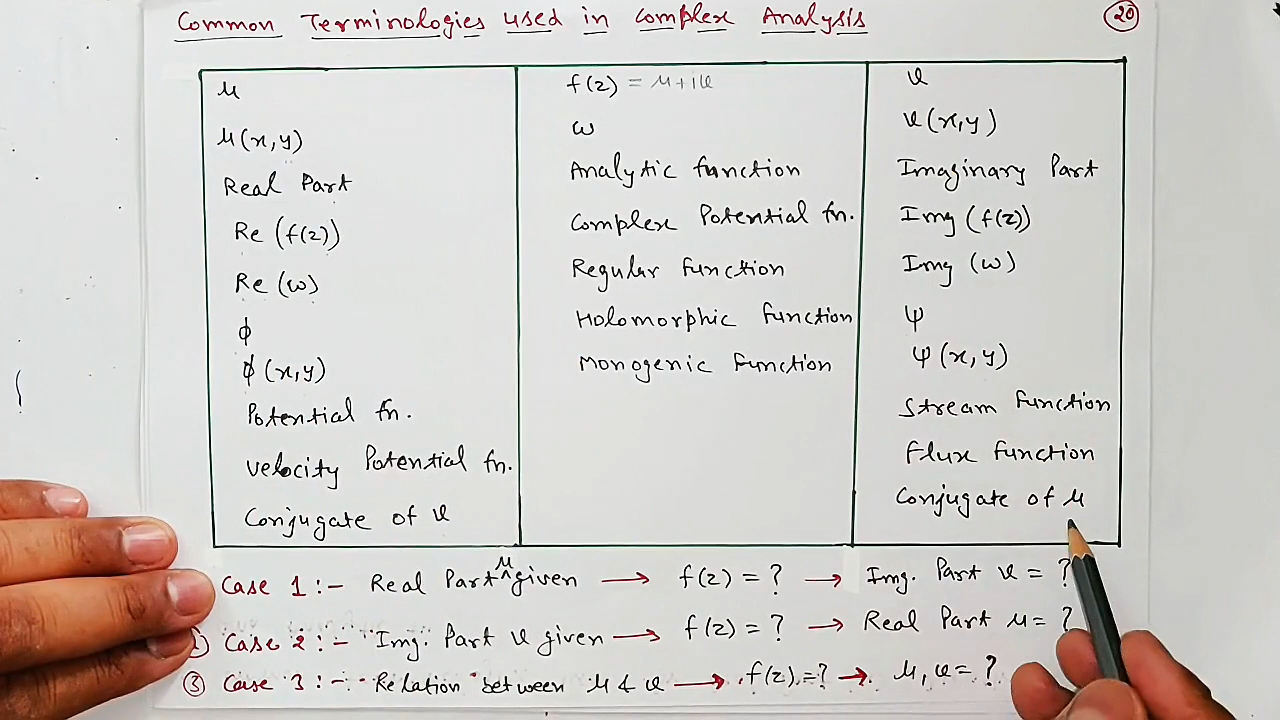 Common Terminologies used in Complex Analysis
20
u
u(x,y)
Real Part
Re (f(z))
Re (ω)
φ
φ (x,y)
Potential fn.
Velocity Potential fn.
Conjugate of v
f(z) = u+iv
ω
Analytic function
Complex Potential fn.
Regular function
Holomorphic function
Monogenic function
v
v(x,y)
Imaginary Part
Img (f(z))
Img (ω)
ψ
ψ (x,y)
Stream function
Flux function
Conjugate of u
Case 1 :- Real Part u given → f(z) = ? → Img. Part v = ?
② Case 2 :- Img. Part v given → f(z) = ? → Real Part u = ?
③ Case 3 :- Relation between u & v → f(z) = ? → u, v = ?